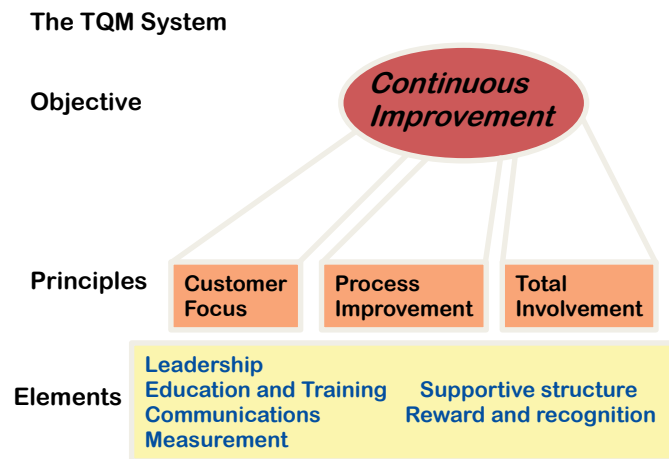 The TQM System
Objective
Continuous
Improvement
Principles
Customer
Focus
Process
Improvement
Total
Involvement
Elements
Leadership
Education and Training
Communications
Measurement
Supportive structure
Reward and recognition